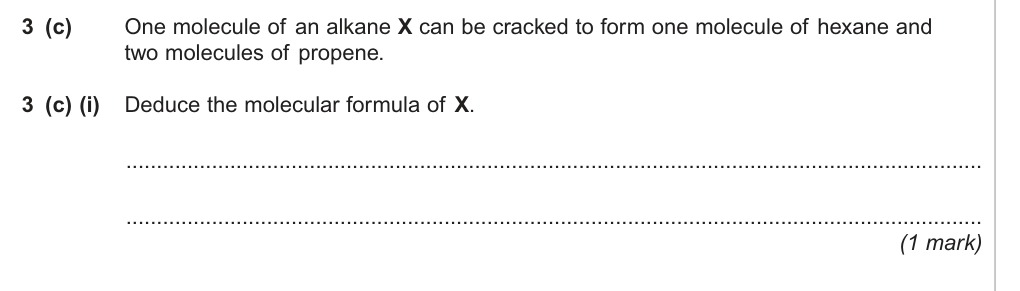 3 (c) One molecule of an alkane X can be cracked to form one molecule of hexane and
two molecules of propene.
3 (c) (i) Deduce the molecular formula of X.
(1 mark)